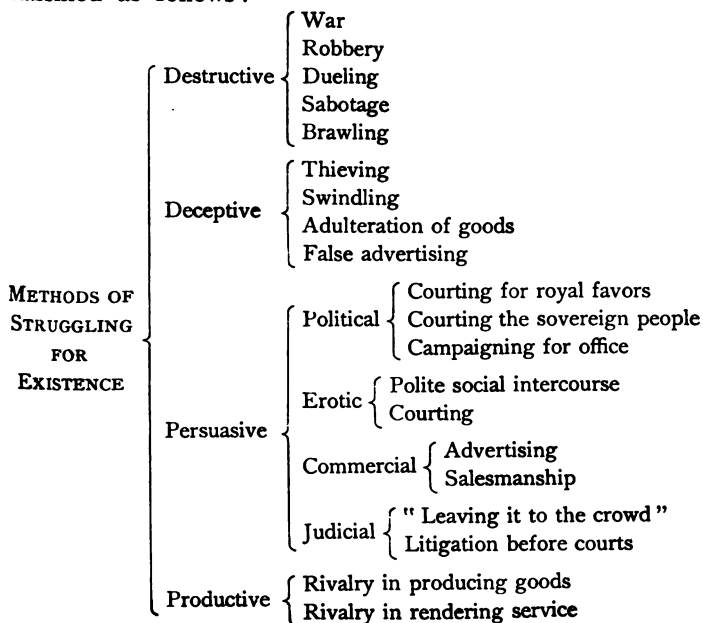 War
Robbery
Destructive
Dueling
Sabotage
Brawling
Thieving
Swindling
Deceptive
Adulteration of goods
False advertising
METHODS OF
STRUGGLING
FOR
EXISTENCE
Persuasive
Political
Courting for royal favors
Courting the sovereign people
Campaigning for office
Erotic
Polite social intercourse
Courting
Commercial
Advertising
Salesmanship
Judicial
"Leaving it to the crowd"
Litigation before courts
Productive
Rivalry in producing goods
Rivalry in rendering service